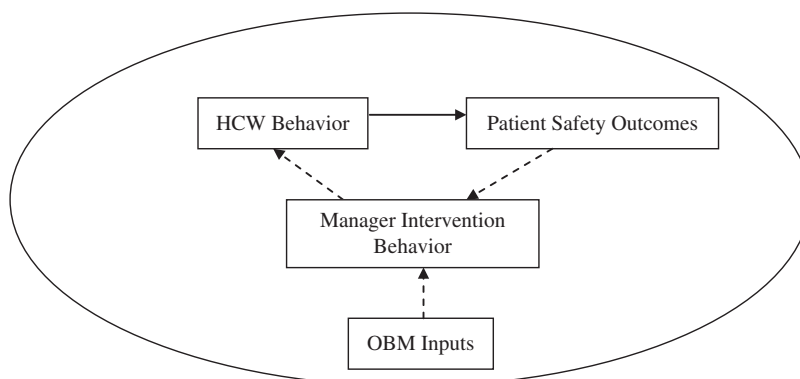 HCW Behavior
Patient Safety Outcomes
Manager Intervention
Behavior
OBM Inputs